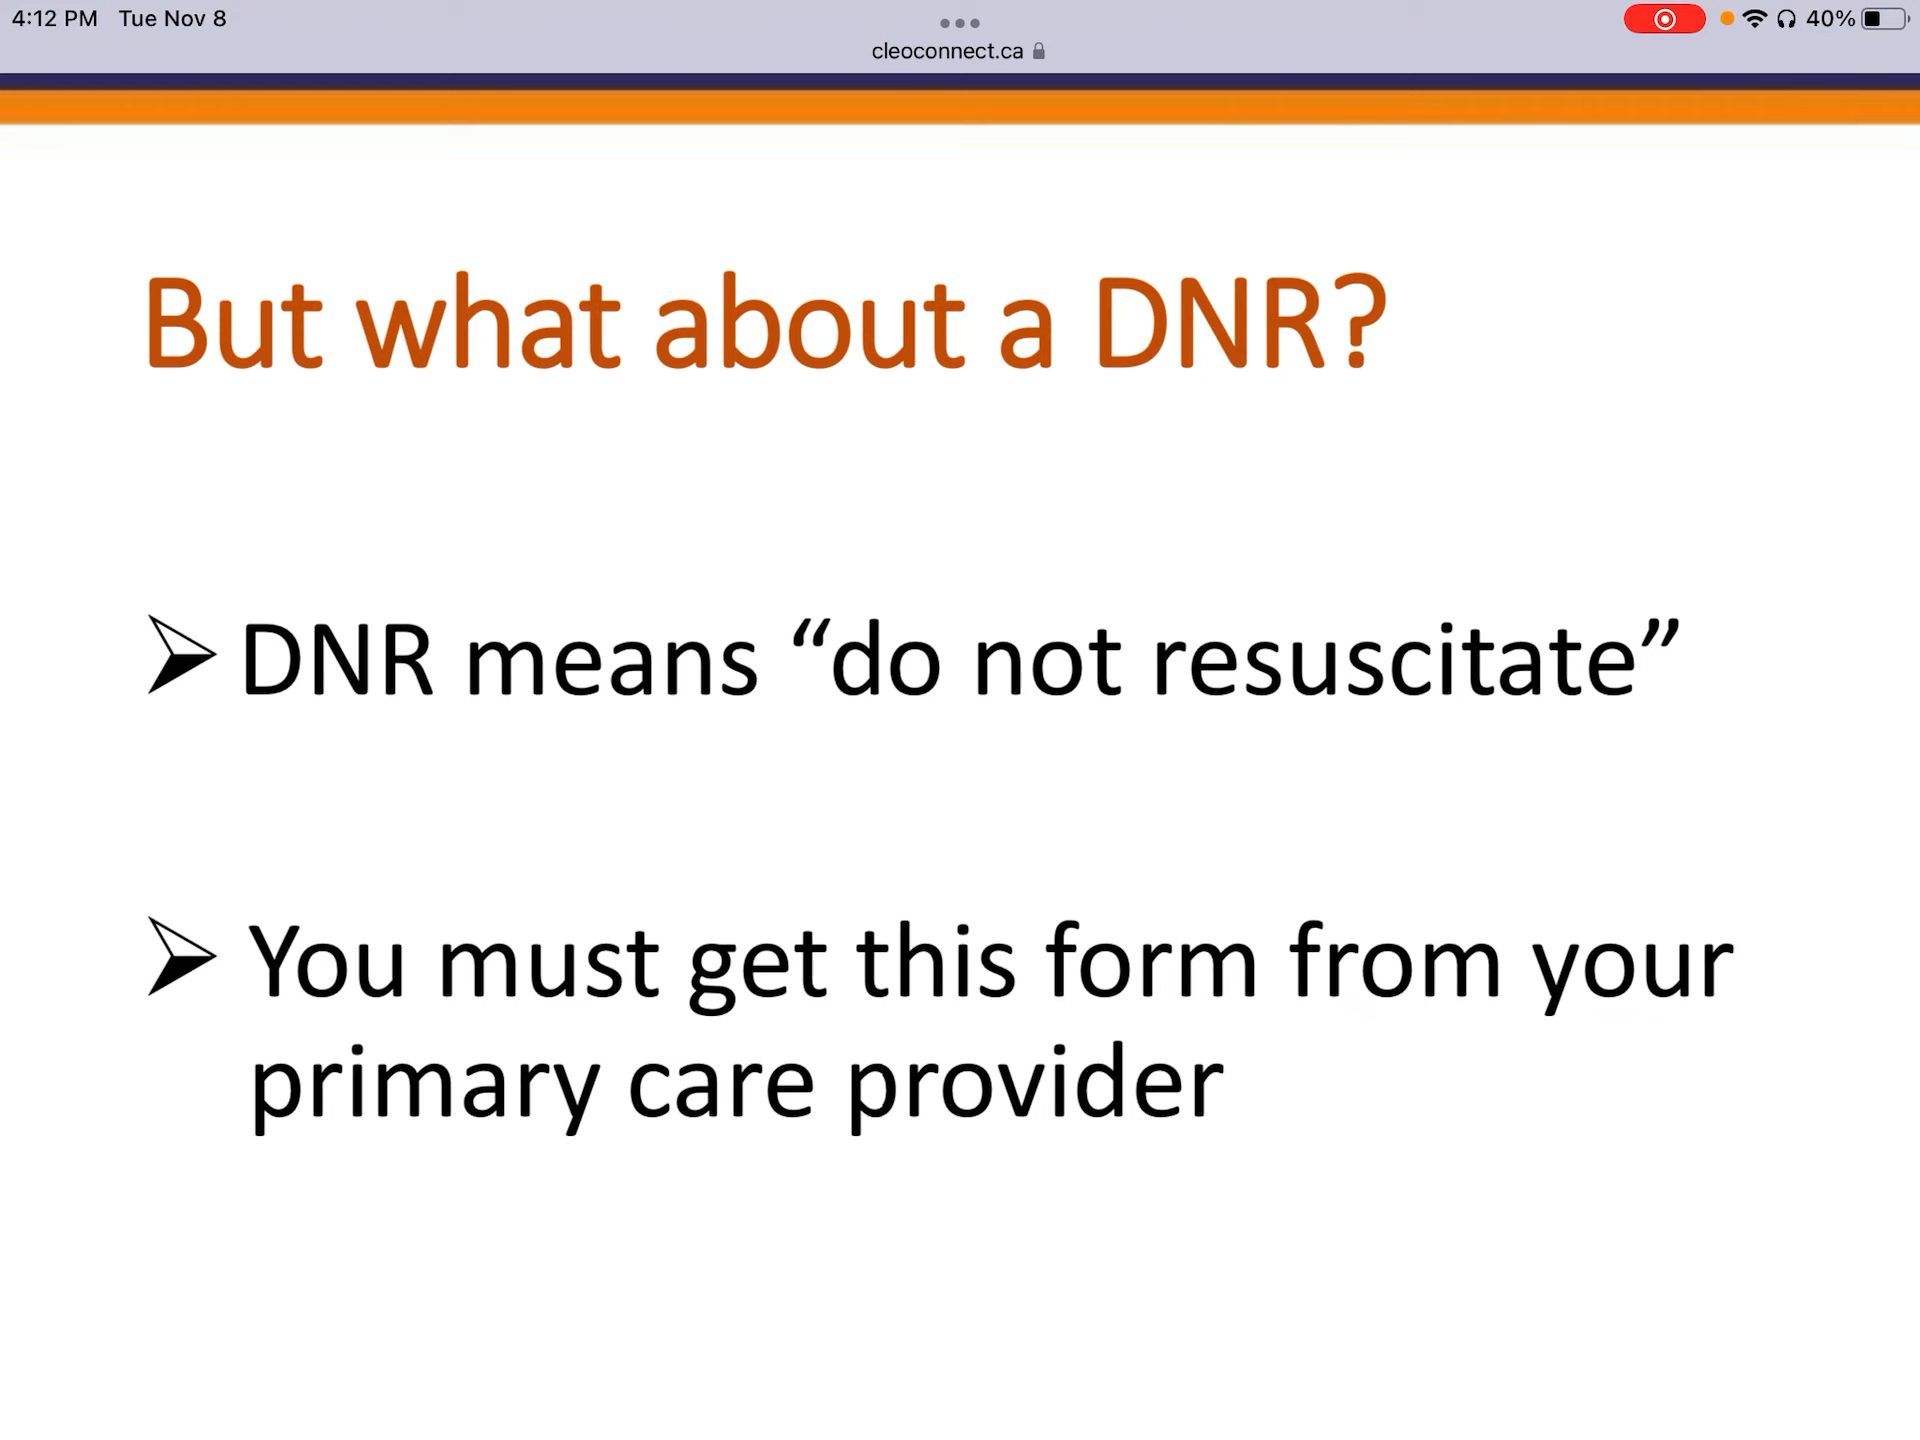 4:12 PM Tue Nov 8
cleoconnect.ca
40%
But what about a DNR?
DNR means “do not resuscitate”
You must get this form from your
primary care provider